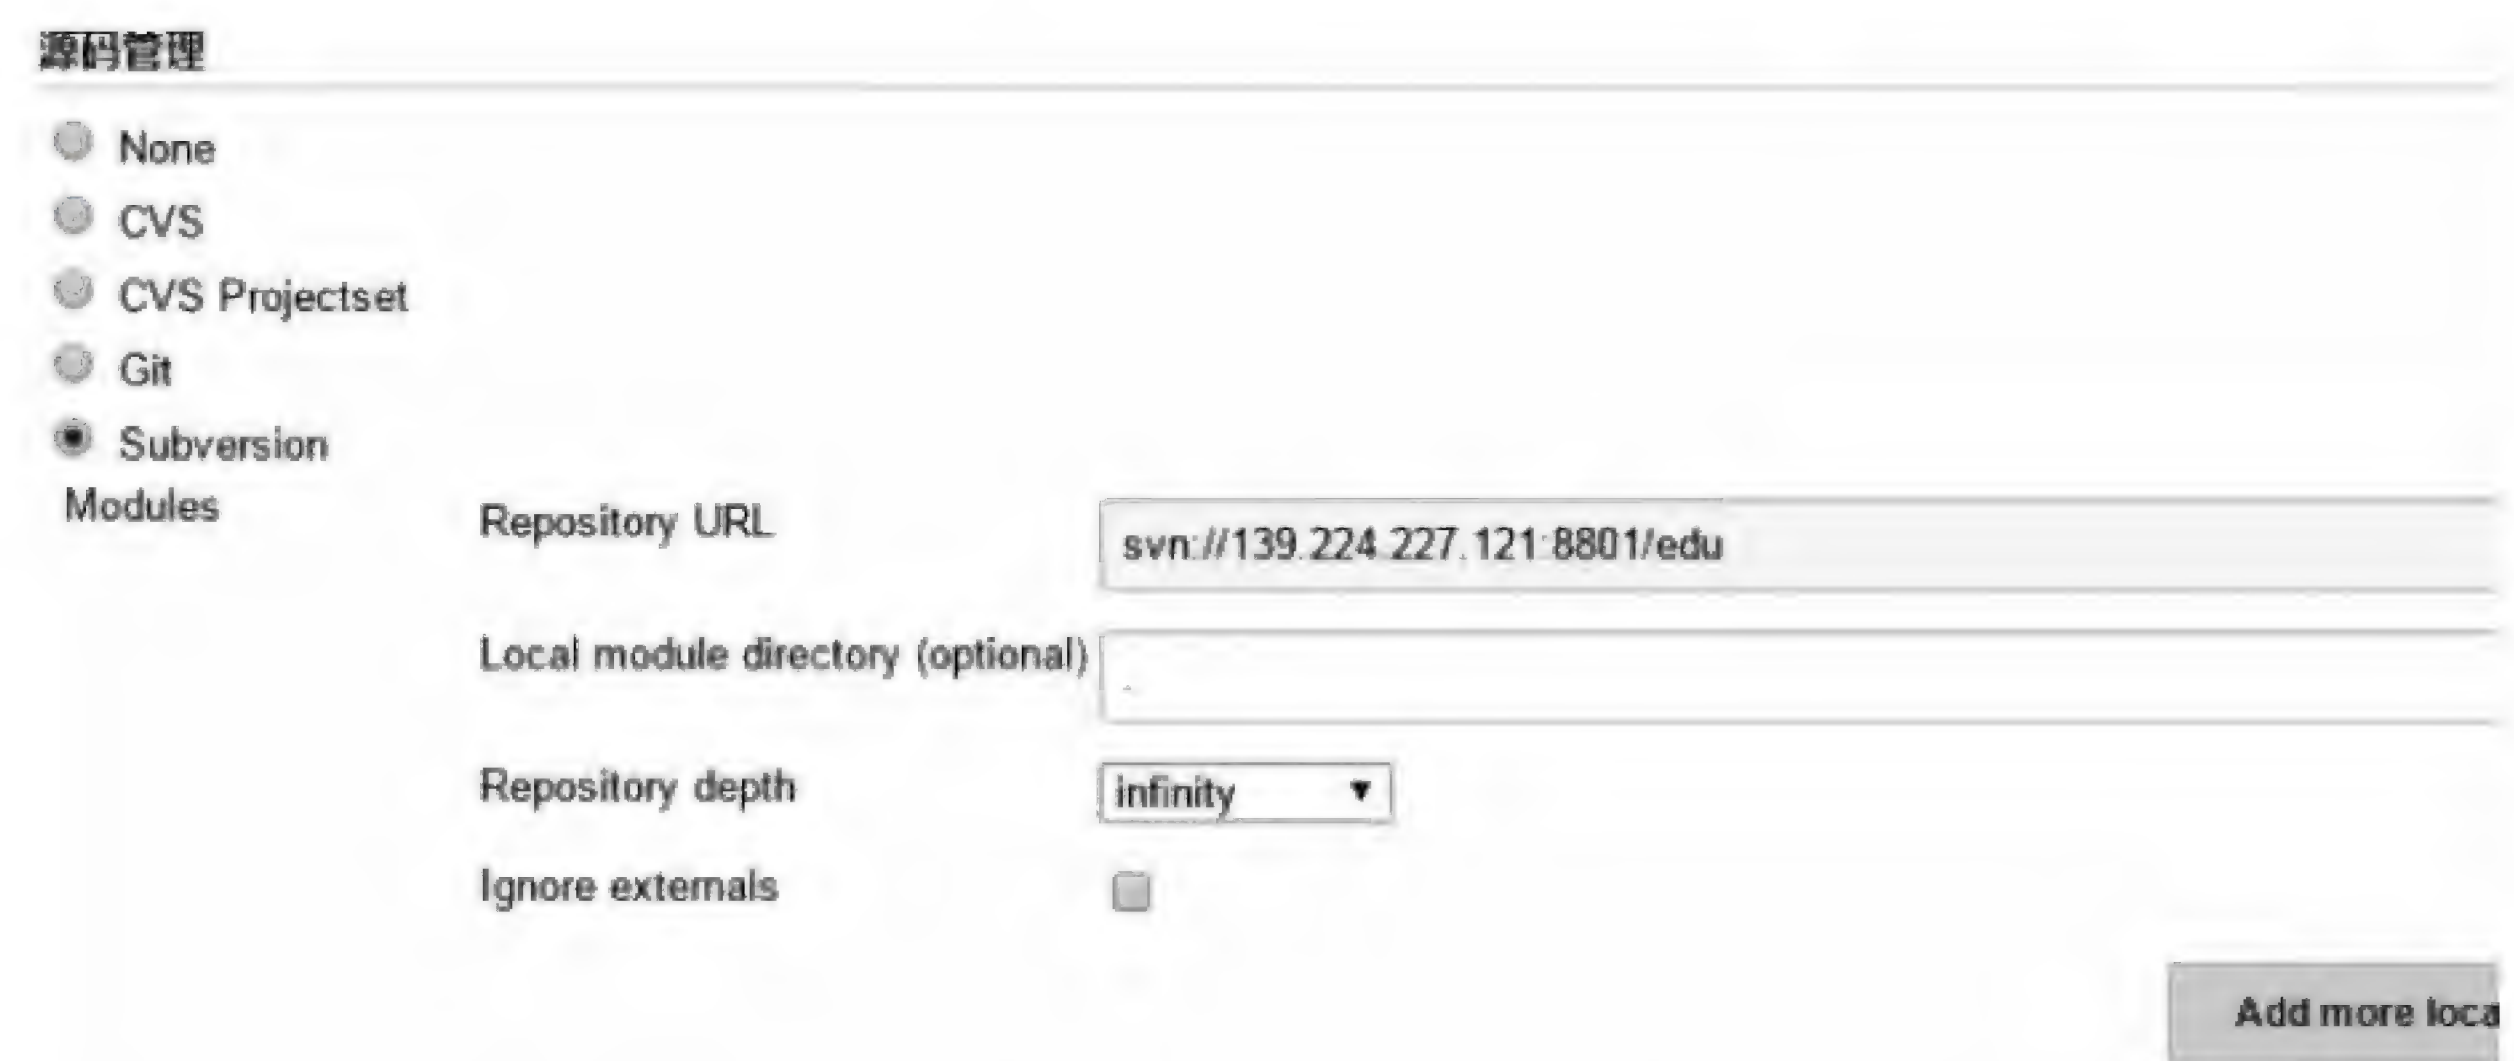 源码管理
None
CVS
CVS Projectset
Git
Subversion
Modules
Repository URL
svn://139.224.227.121:8801/edu
Local module directory (optional)
.
Repository depth
infinity
Ignore externals
Add more loca